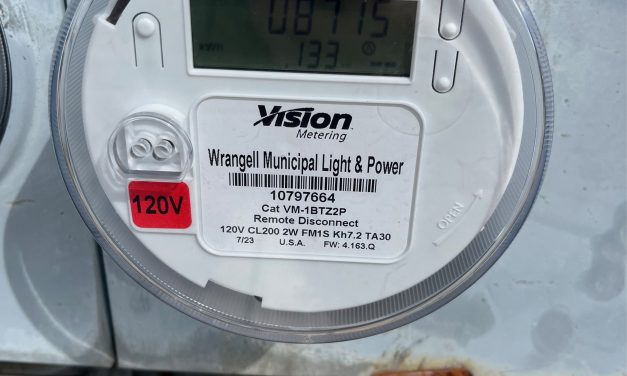 08715
kWh
.133
Vision
Metering
Wrangell Municipal Light & Power
10797664
120V
Cat VM-1BTZ2P
Remote Disconnect
120V CL200 2W FM1S Kh7.2 TA30
7/23 U.S.A. FW: 4.163.Q
OPEN